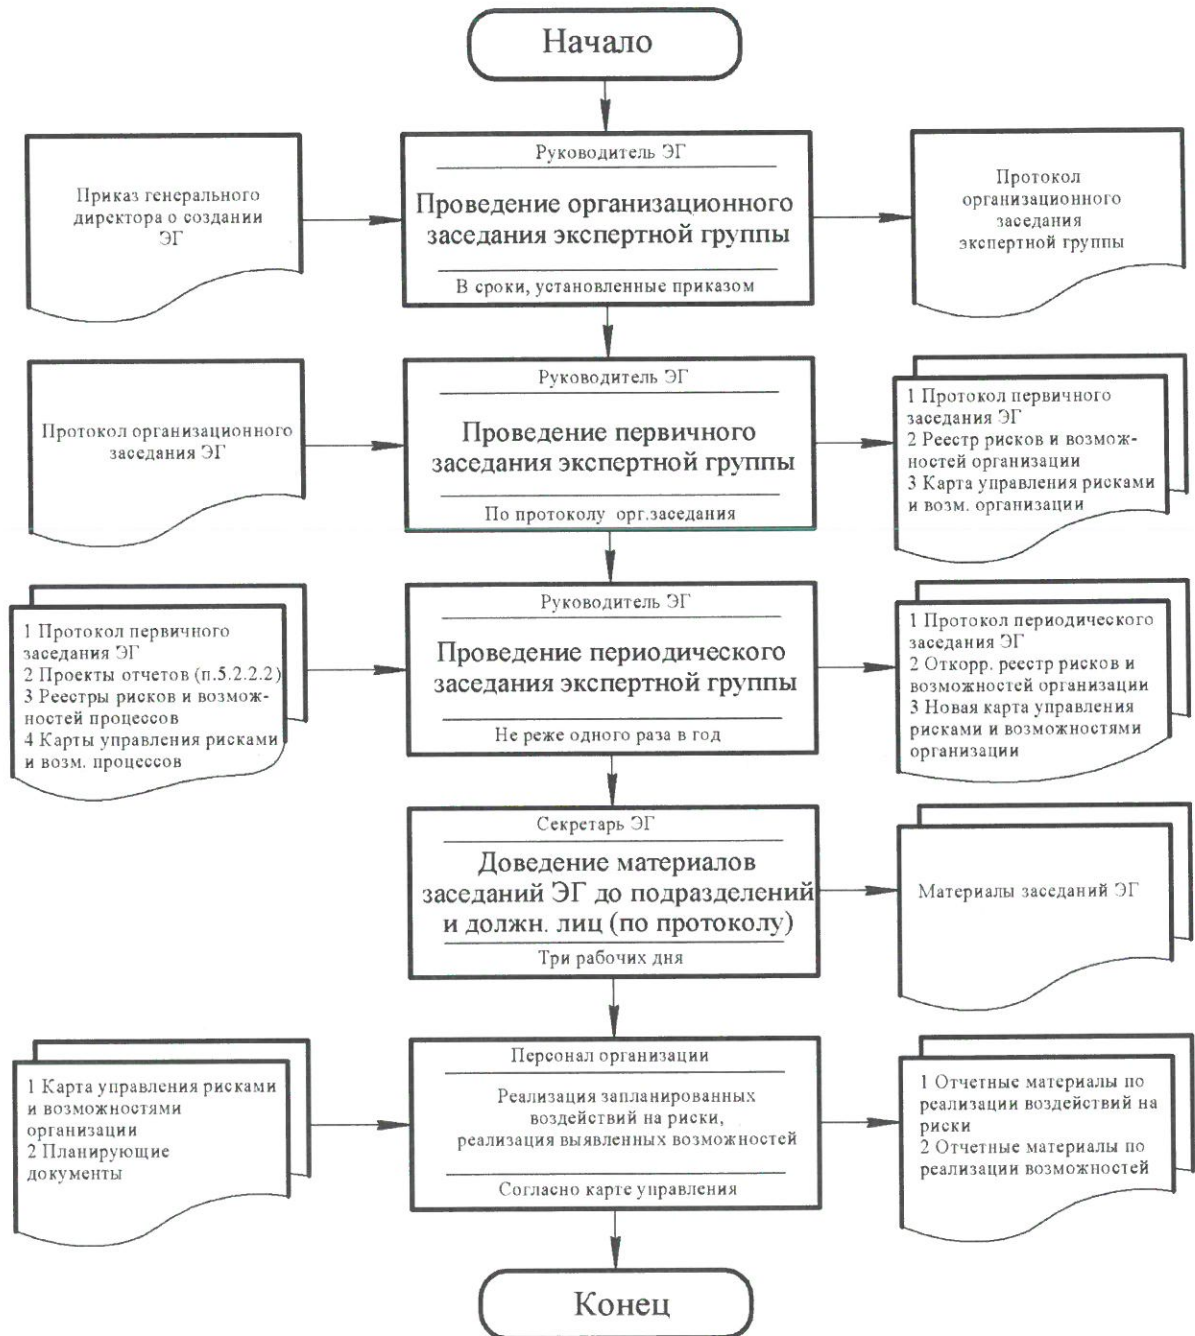 Начало
Приказ генерального
директора о создании
ЭГ
Руководитель ЭГ
Проведение организационного
заседания экспертной группы
В сроки, установленные приказом
Протокол
организационного
заседания
экспертной группы
Протокол организационного
заседания ЭГ
Руководитель ЭГ
Проведение первичного
заседания экспертной группы
По протоколу орг.заседания
1 Протокол первичного
заседания ЭГ
2 Реестр рисков и возмож-
ностей организации
3 Карта управления рисками
и возм. организации
1 Протокол первичного
заседания ЭГ
2 Проекты отчетов (п.5.2.2.2)
3 Реестры рисков и возмож-
ностей процессов
4 Карты управления рисками
и возм. процессов
Руководитель ЭГ
Проведение периодического
заседания экспертной группы
Не реже одного раза в год
1 Протокол периодического
заседания ЭГ
2 Откорр. реестр рисков и
возможностей организации
3 Новая карта управления
рисками и возможностями
организации
Секретарь ЭГ
Доведение материалов
заседаний ЭГ до подразделений
и должн. лиц (по протоколу)
Три рабочих дня
Материалы заседаний ЭГ
1 Карта управления рисками
и возможностями
организации
2 Планирующие
документы
Персонал организации
Реализация запланированных
воздействий на риски,
реализация выявленных возможностей
Согласно карте управления
1 Отчетные материалы по
реализации воздействий на
риски
2 Отчетные материалы по
реализации возможностей
Конец